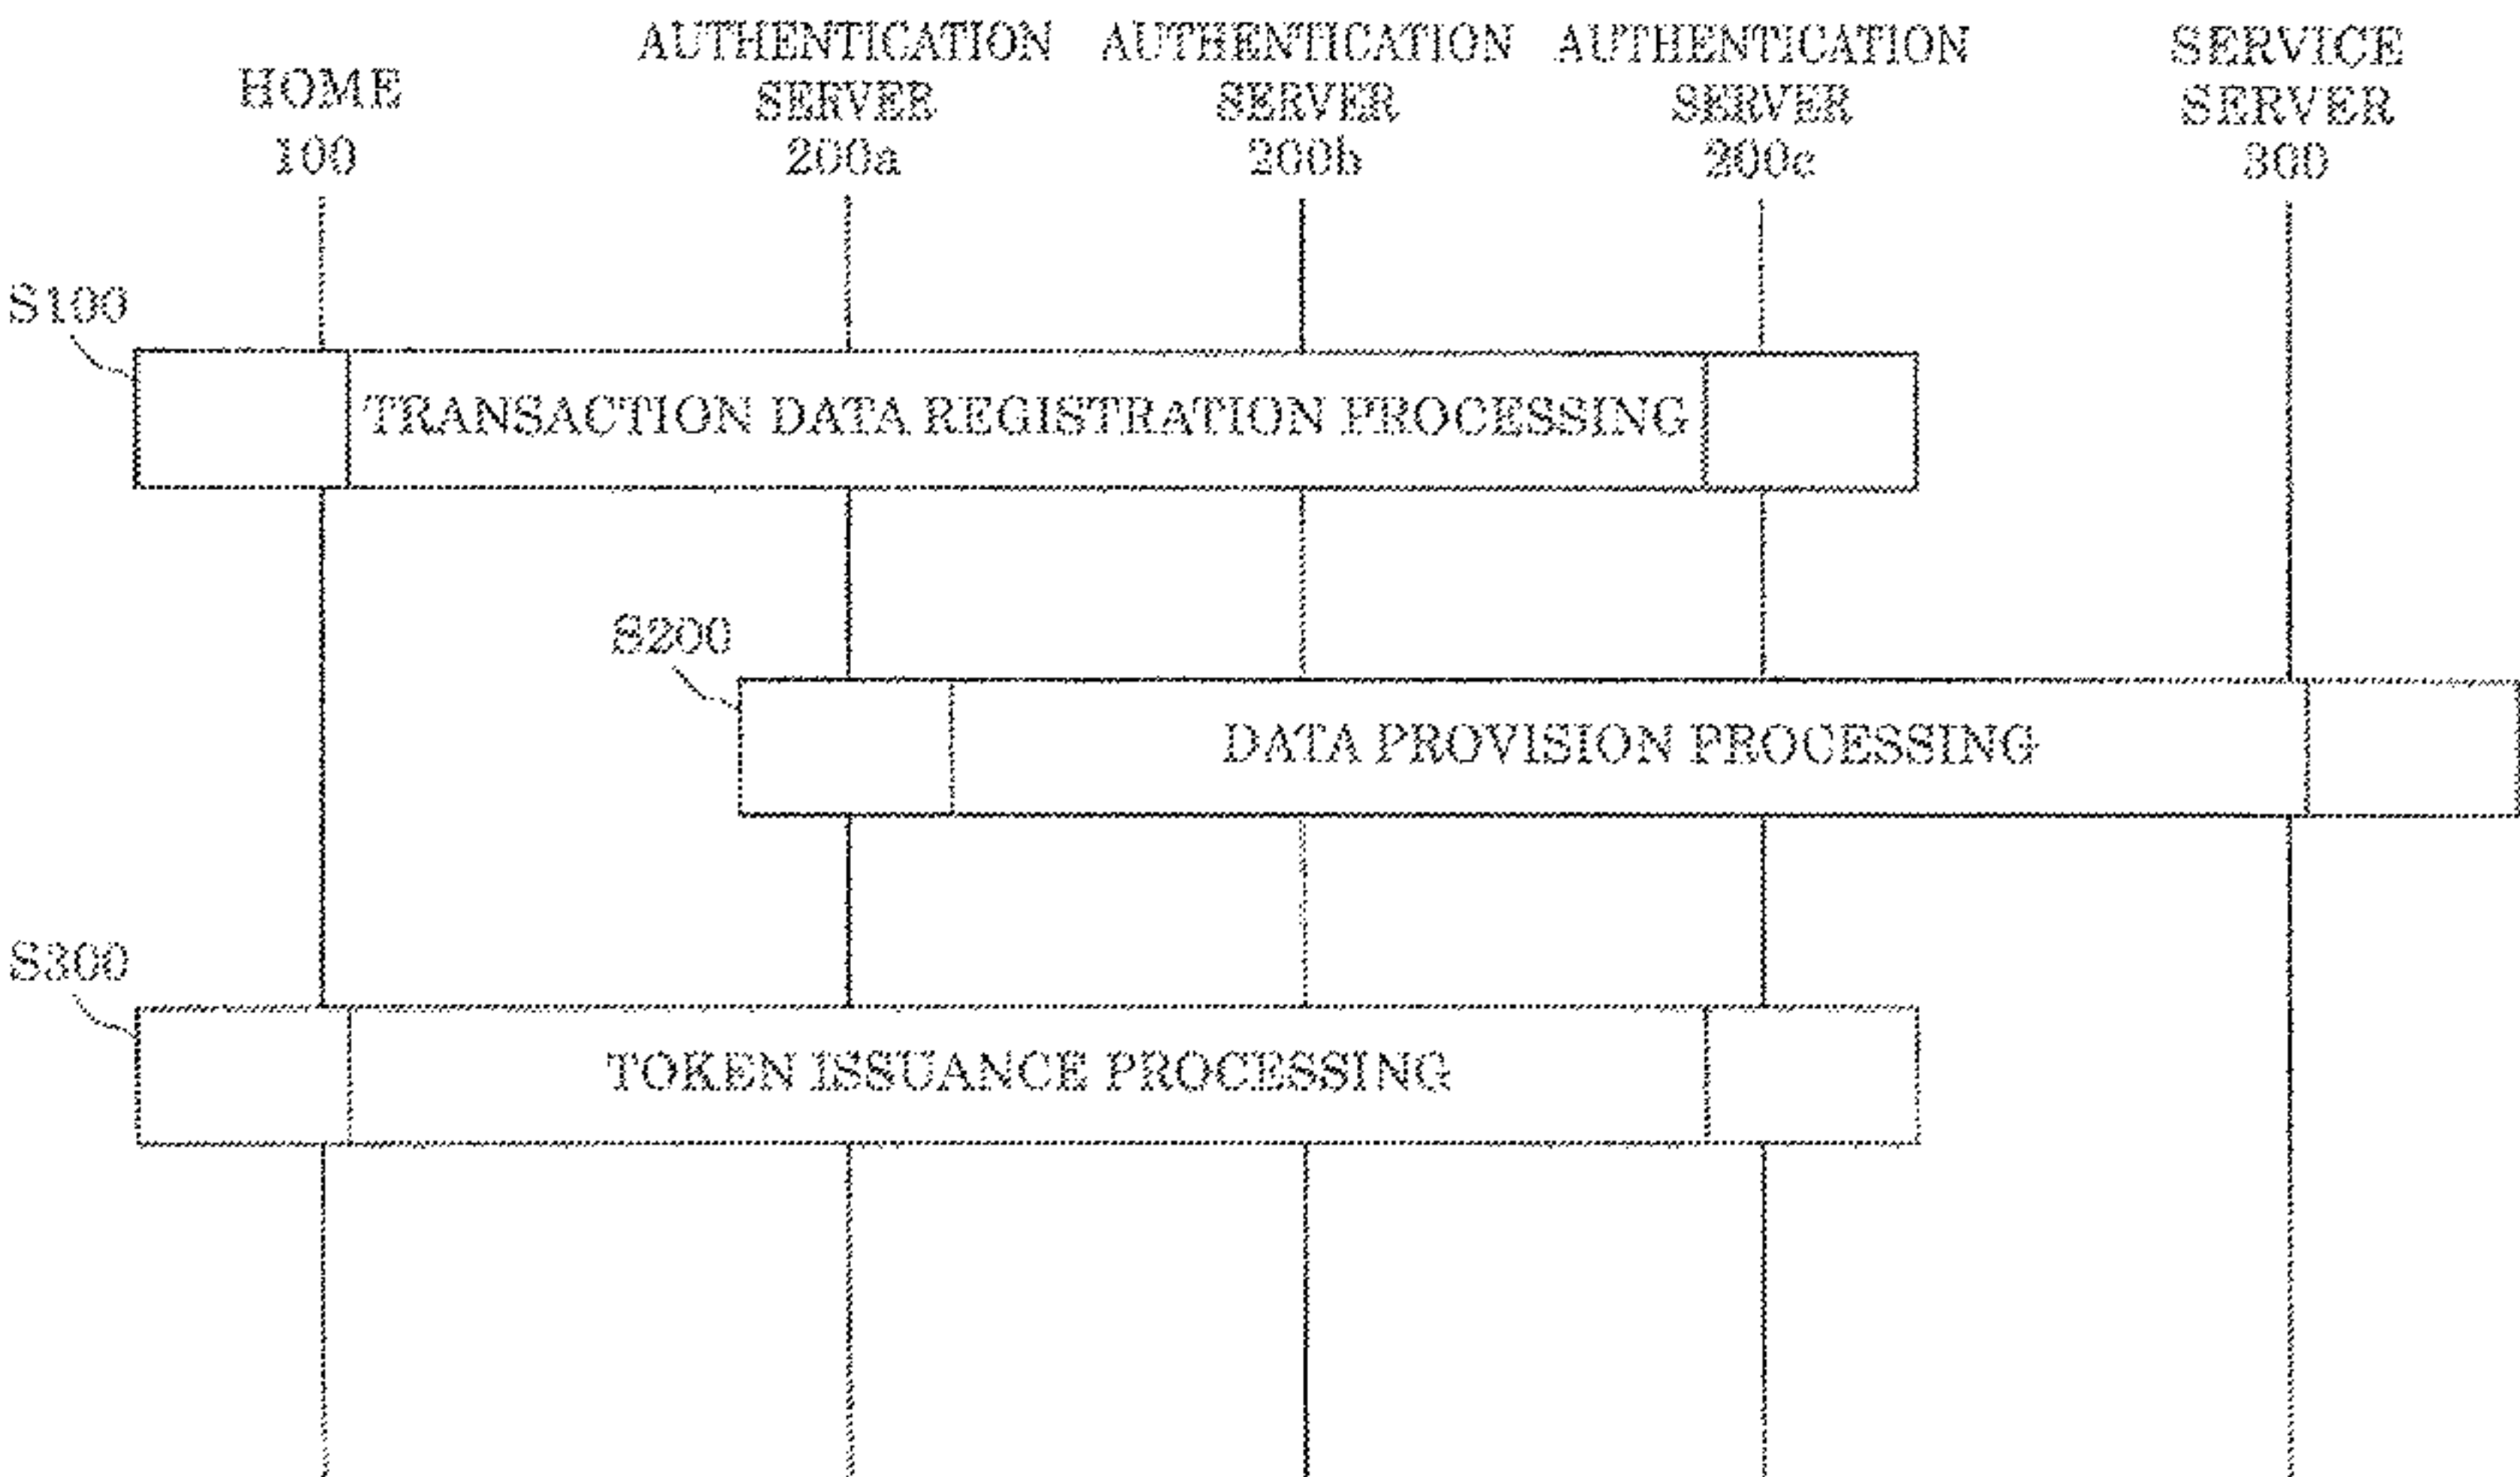 HOME
100
AUTHENTICATION
SERVER
200a
AUTHENTICATION
SERVER
200b
AUTHENTICATION
SERVER
200c
SERVICE
SERVER
300
S100
TRANSACTION DATA REGISTRATION PROCESSING
S200
DATA PROVISION PROCESSING
S300
TOKEN ISSUANCE PROCESSING